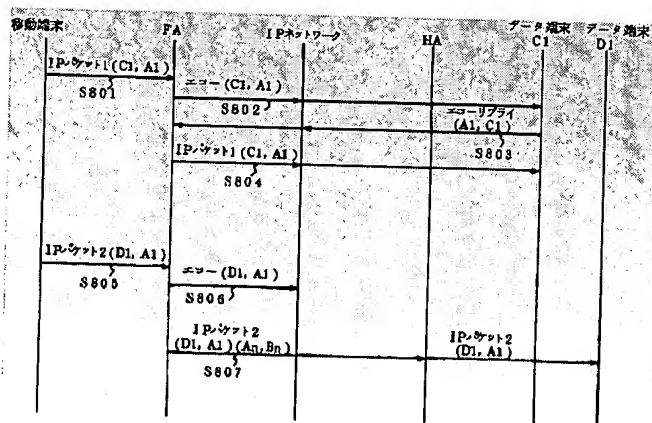 移動端末
FA
IPネットワーク
HA
データ端末
C1
データ端末
D1
IPパケット1(C1, A1)
S801
エコー(C1, A1)
S802
エコーリプライ
(A1, C1)
S803
IPパケット1(C1, A1)
S804
IPパケット2(D1, A1)
S805
エコー(D1, A1)
S806
IPパケット2
(D1, A1)(An, Bn)
S807
IPパケット2
(D1, A1)